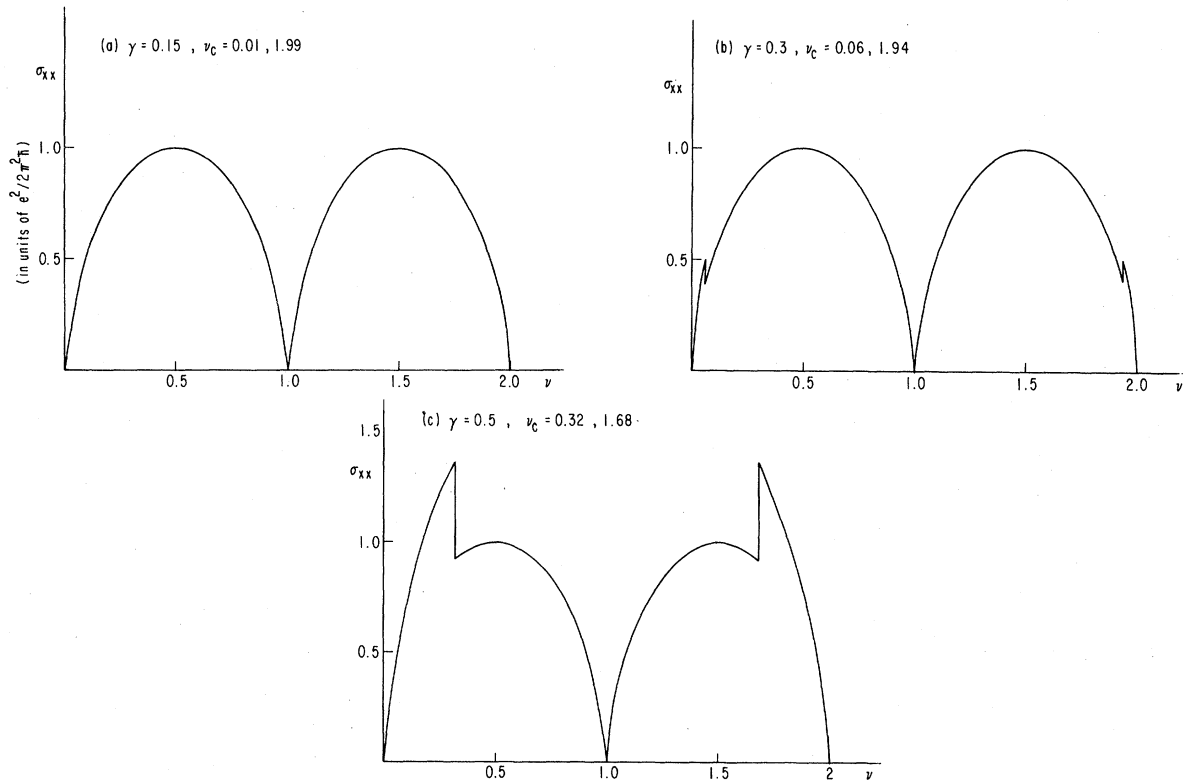 (a) γ = 0.15 , ν_c = 0.01 , 1.99
σ_xx
(in units of e²/2π²ħ)
1.0
0.5
0.5 1.0 1.5 2.0 ν
(b) γ = 0.3 , ν_c = 0.06 , 1.94
σ_xx
1.0
0.5
0.5 1.0 1.5 2.0 ν
(c) γ = 0.5 , ν_c = 0.32 , 1.68
1.5
σ_xx
1.0
0.5
0.5 1.0 1.5 2 ν